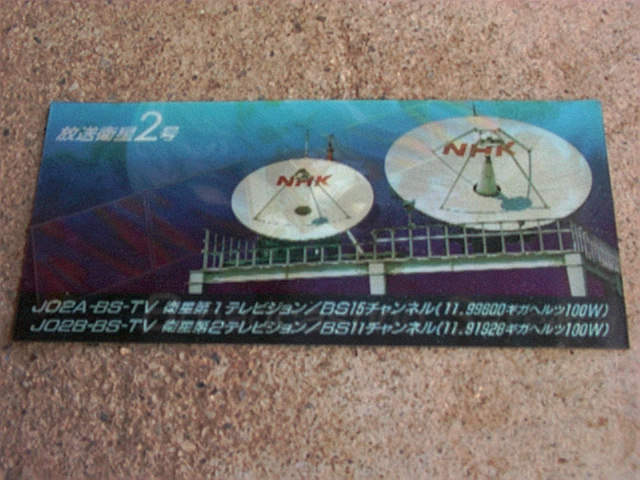 放送衛星2号
NHK
NHK
JO2A-BS-TV 衛星第1テレビジョン/BS15チャンネル(11.99600ギガヘルツ100W)
JO2B-BS-TV 衛星第2テレビジョン/BS11チャンネル(11.91928ギガヘルツ100W)